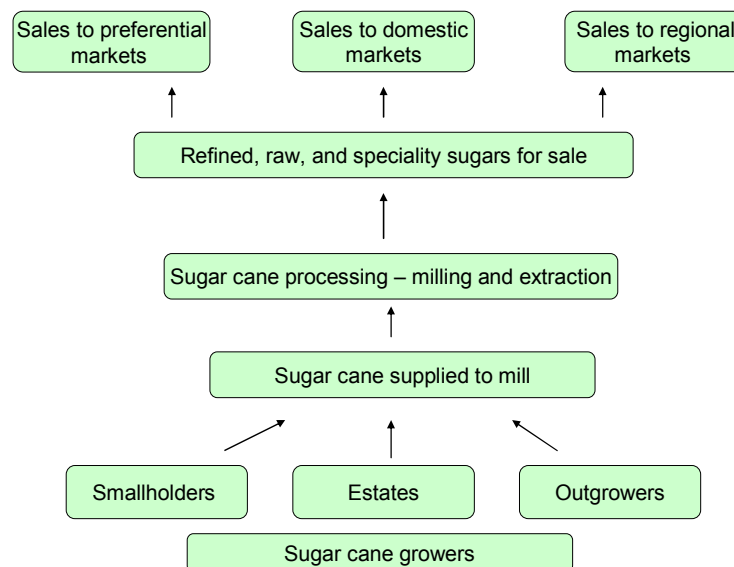 Sales to preferential
markets
Sales to domestic
markets
Sales to regional
markets
Refined, raw, and speciality sugars for sale
Sugar cane processing – milling and extraction
Sugar cane supplied to mill
Smallholders
Estates
Outgrowers
Sugar cane growers